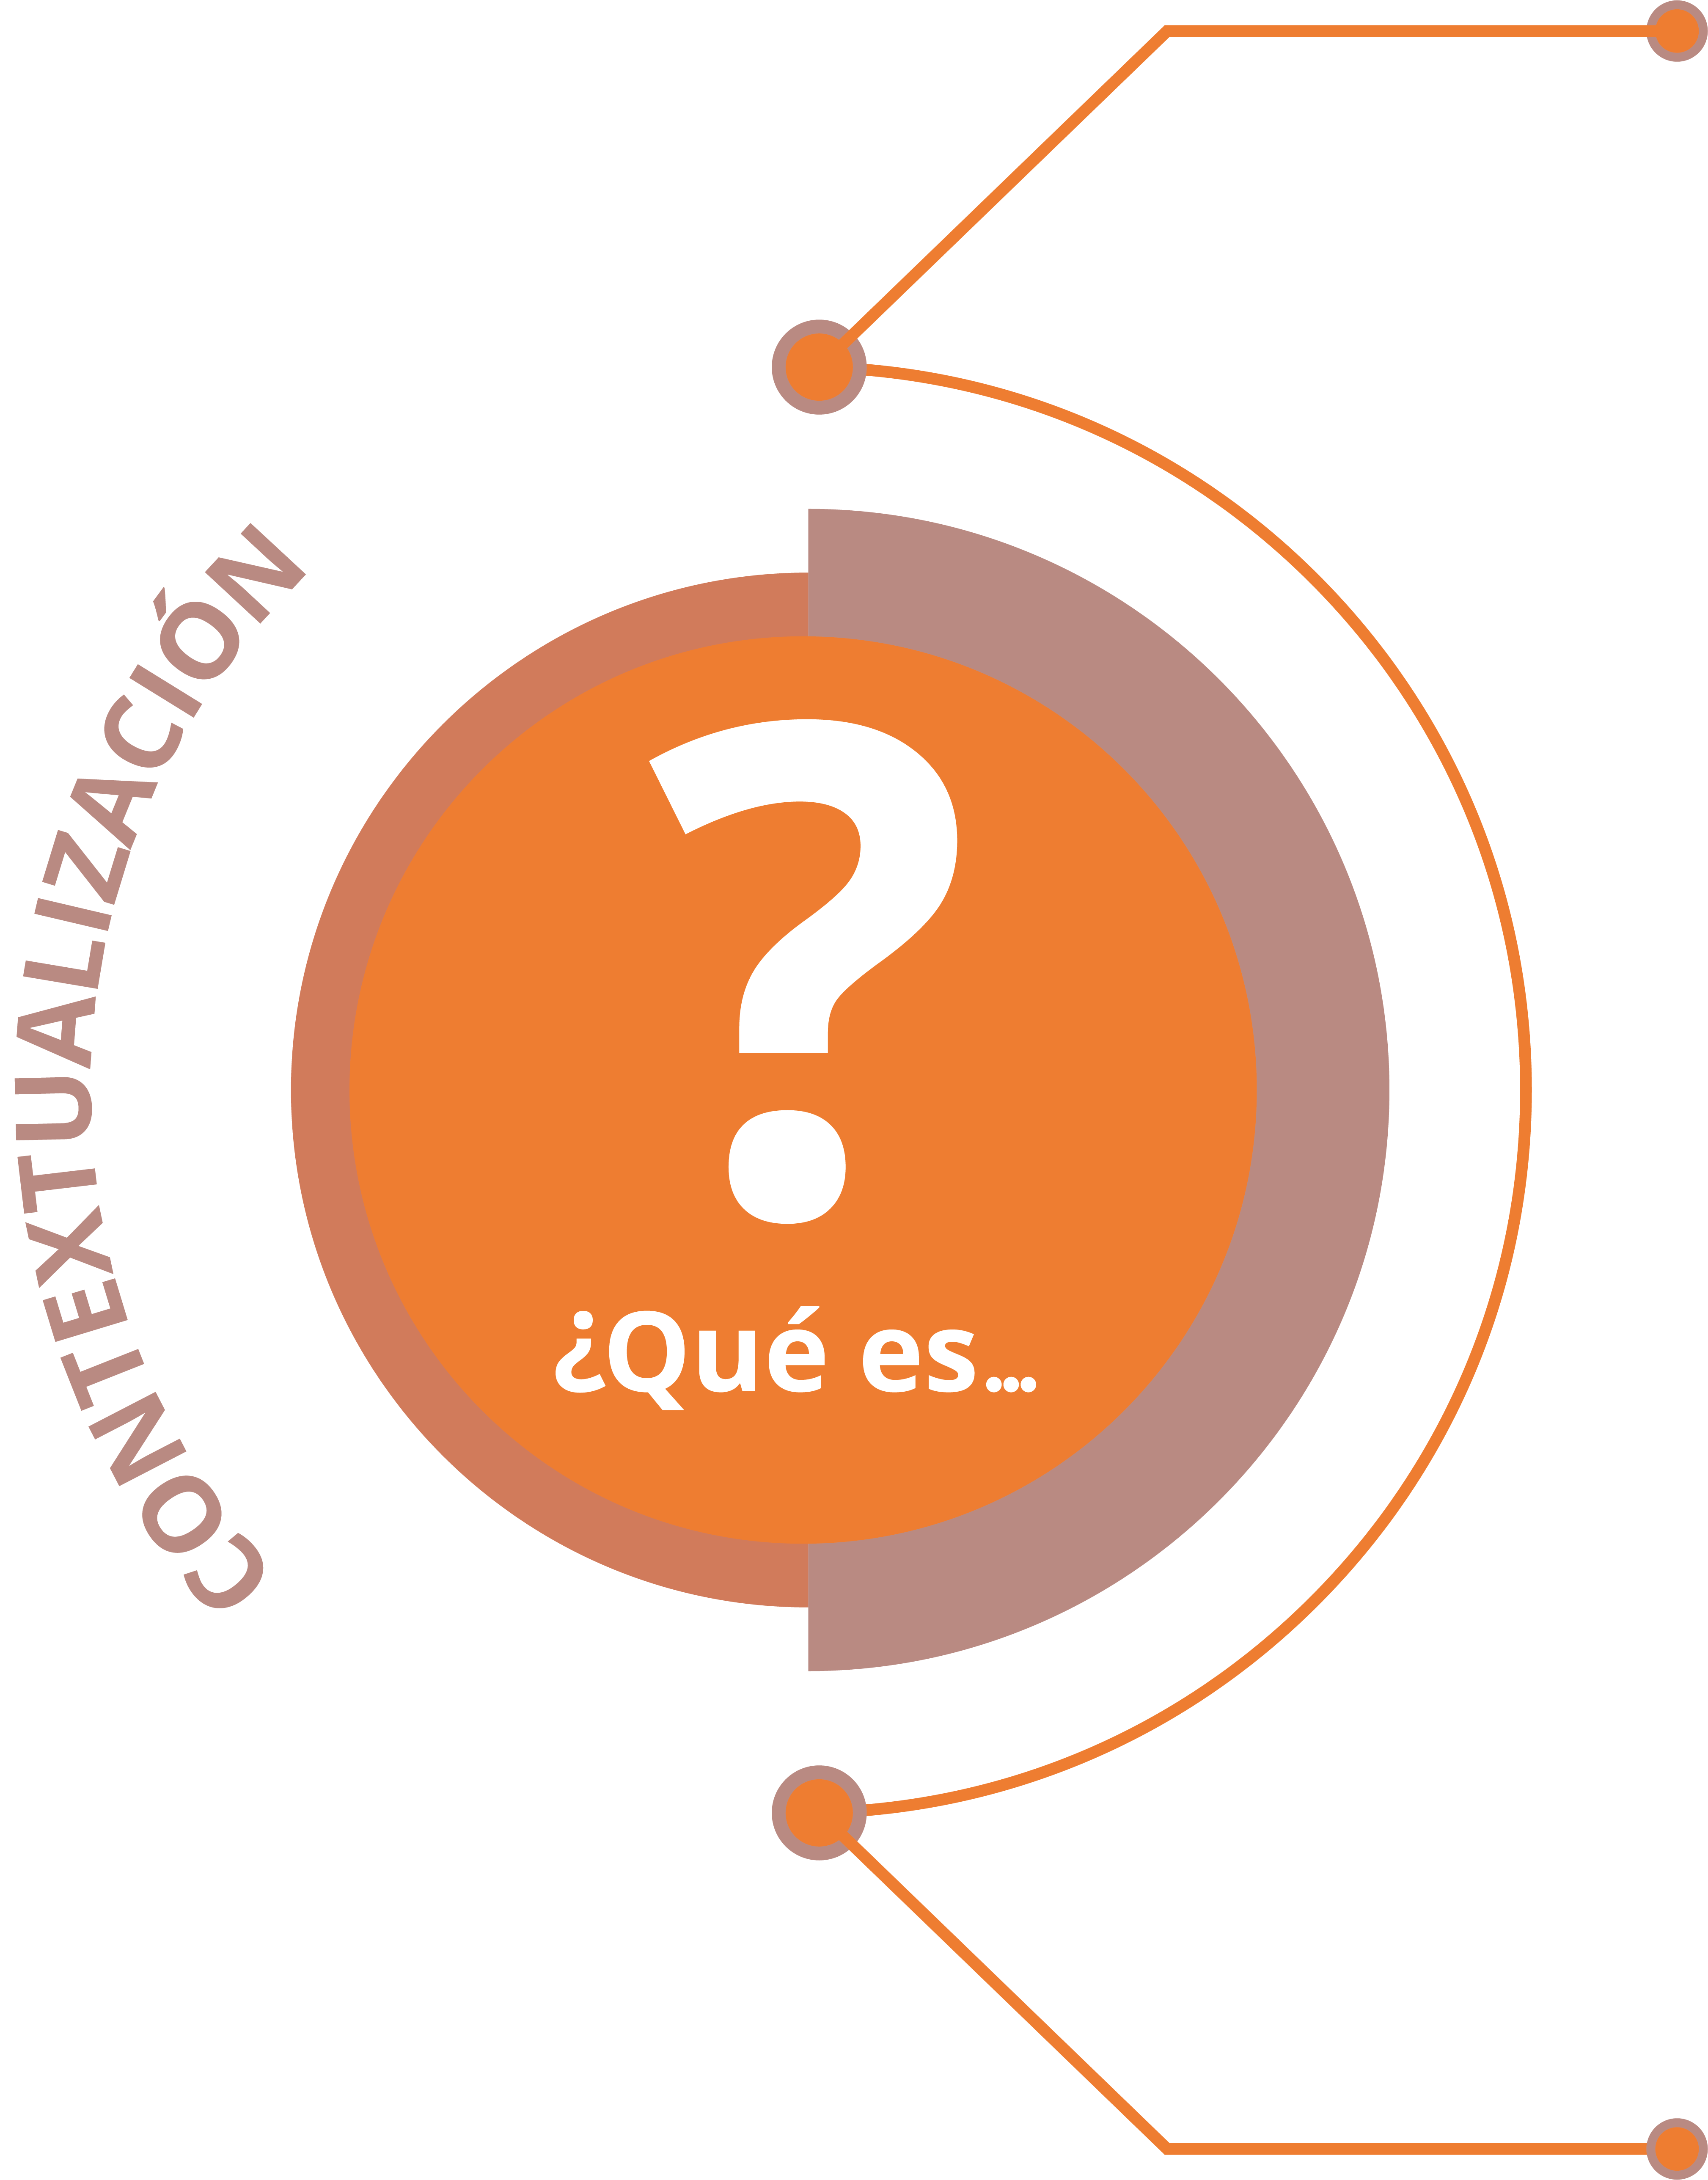 CONTEXTUALIZACIÓN
?
¿Qué es...